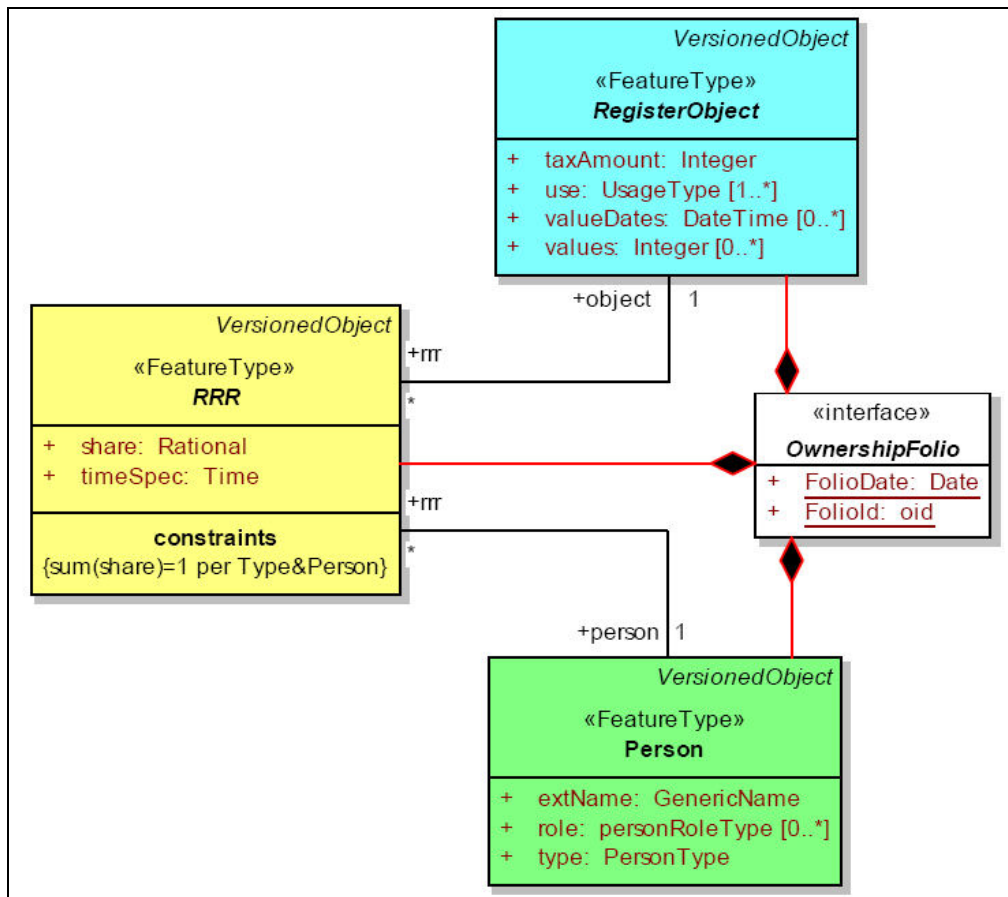 VersionedObject
«FeatureType»
RegisterObject
+ taxAmount: Integer
+ use: UsageType [1..*]
+ valueDates: DateTime [0..*]
+ values: Integer [0..*]
+object 1
VersionedObject
«FeatureType»
RRR
+ share: Rational
+ timeSpec: Time
constraints
{sum(share)=1 per Type&Person}
+rrr
*
«interface»
OwnershipFolio
+ FolioDate: Date
+ FolioId: oid
+rrr
*
+person 1
VersionedObject
«FeatureType»
Person
+ extName: GenericName
+ role: personRoleType [0..*]
+ type: PersonType